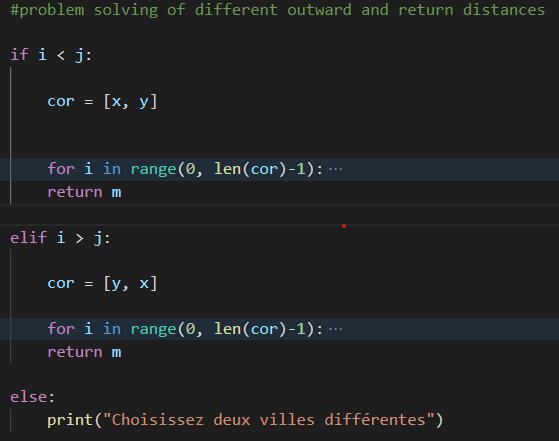 #problem solving of different outward and return distances
if i < j:
cor = [x, y]
for i in range(0, len(cor)-1):···
return m
elif i > j:
cor = [y, x]
for i in range(0, len(cor)-1):···
return m
else:
print("Choisissez deux villes différentes")